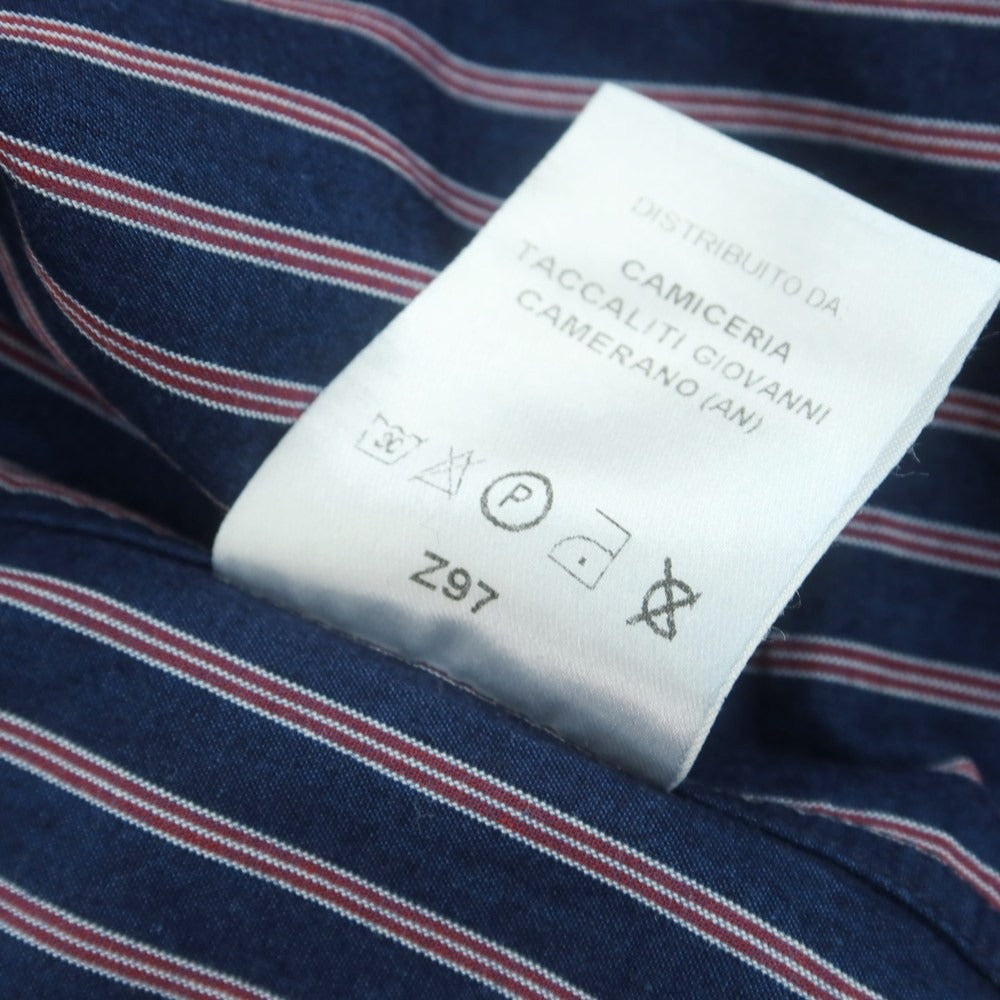 DISTRIBUITO DA
CAMICERIA
TACCALITI GIOVANNI
CAMERANO (AN)
P
Z97